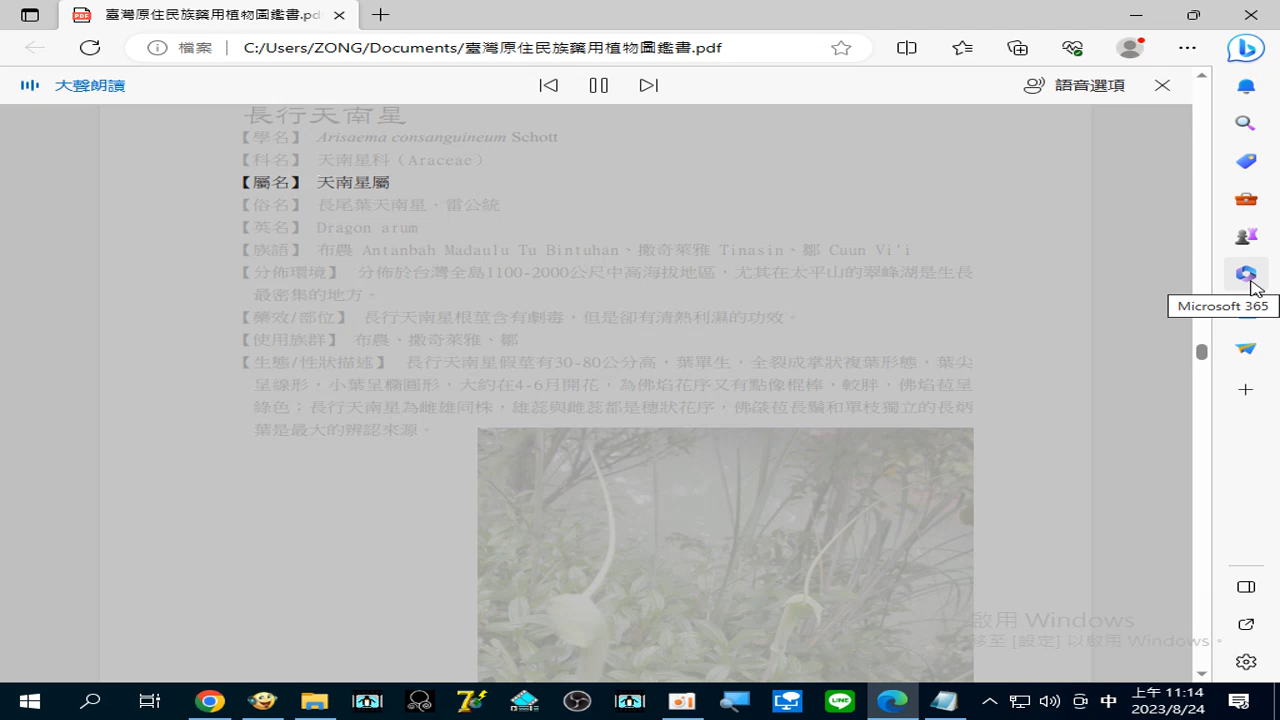 臺灣原住民族藥用植物圖鑑書.pd
檔案
C:/Users/ZONG/Documents/臺灣原住民族藥用植物圖鑑書.pdf
大聲朗讀
語音選項
長行天南星
【學名】 Arisaema consanguineum Schott
【科名】 天南星科（Araceae）
【屬名】 天南星屬
【俗名】 長尾葉天南星、雷公統
【英名】 Dragon arum
【族語】 布農 Antanbah Madaulu Tu Bintuhan、撒奇萊雅 Tinasin、鄒 Cuun Vi'i
【分佈環境】 分佈於台灣全島1100-2000公尺中高海拔地區，尤其在太平山的翠峰湖是生長
最密集的地方。
【藥效/部位】 長行天南星根莖含有劇毒，但是卻有清熱利濕的功效。
【使用族群】 布農、撒奇萊雅、鄒
【生態/性狀描述】 長行天南星假莖有30-80公分高，葉單生，全裂成掌狀複葉形態，葉尖
呈線形，小葉呈橢圓形，大約在4-6月開花，為佛焰花序又有點像棍棒，較胖，佛焰苞呈
綠色；長行天南星為雌雄同株，雄蕊與雌蕊都是穗狀花序，佛燄苞長鬚和單枝獨立的長柄
葉是最大的辨認來源。
Microsoft 365
啟用 Windows
移至 [設定] 以啟用 Windows。
中
上午 11:14
2023/8/24